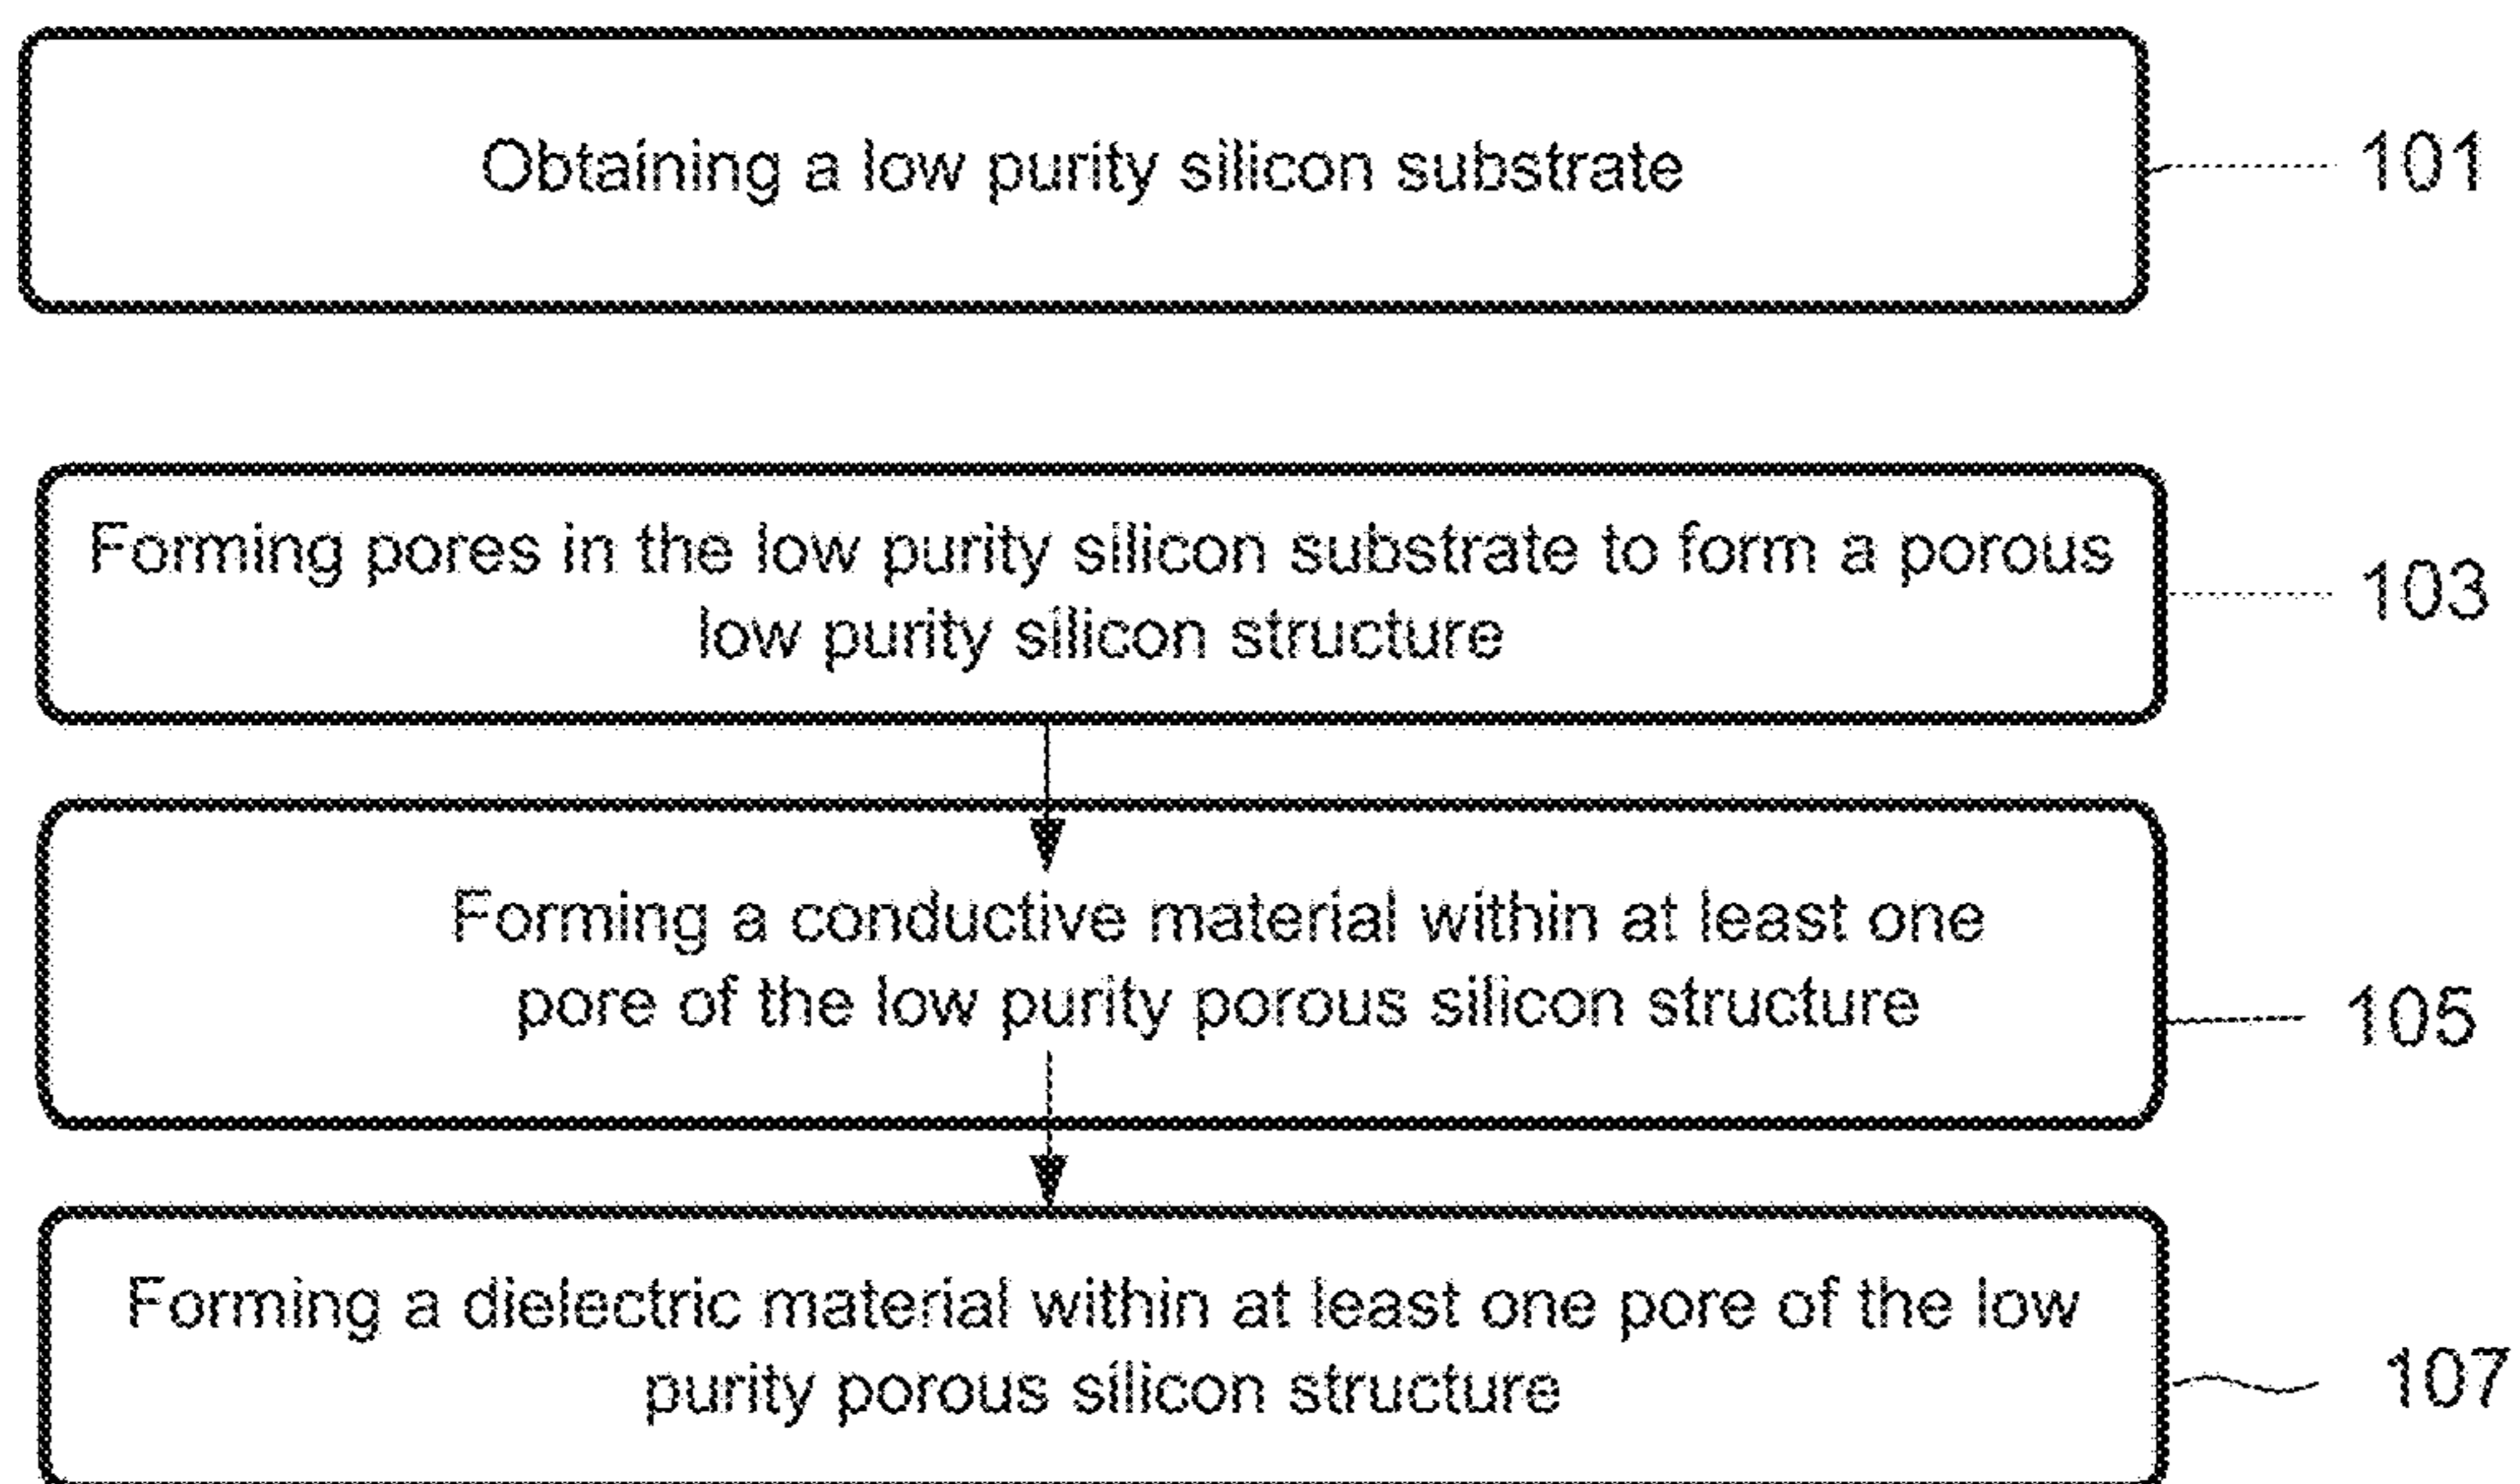 Obtaining a low purity silicon substrate
101
Forming pores in the low purity silicon substrate to form a porous
low purity silicon structure
103
Forming a conductive material within at least one
pore of the low purity porous silicon structure
105
Forming a dielectric material within at least one pore of the low
purity porous silicon structure
107